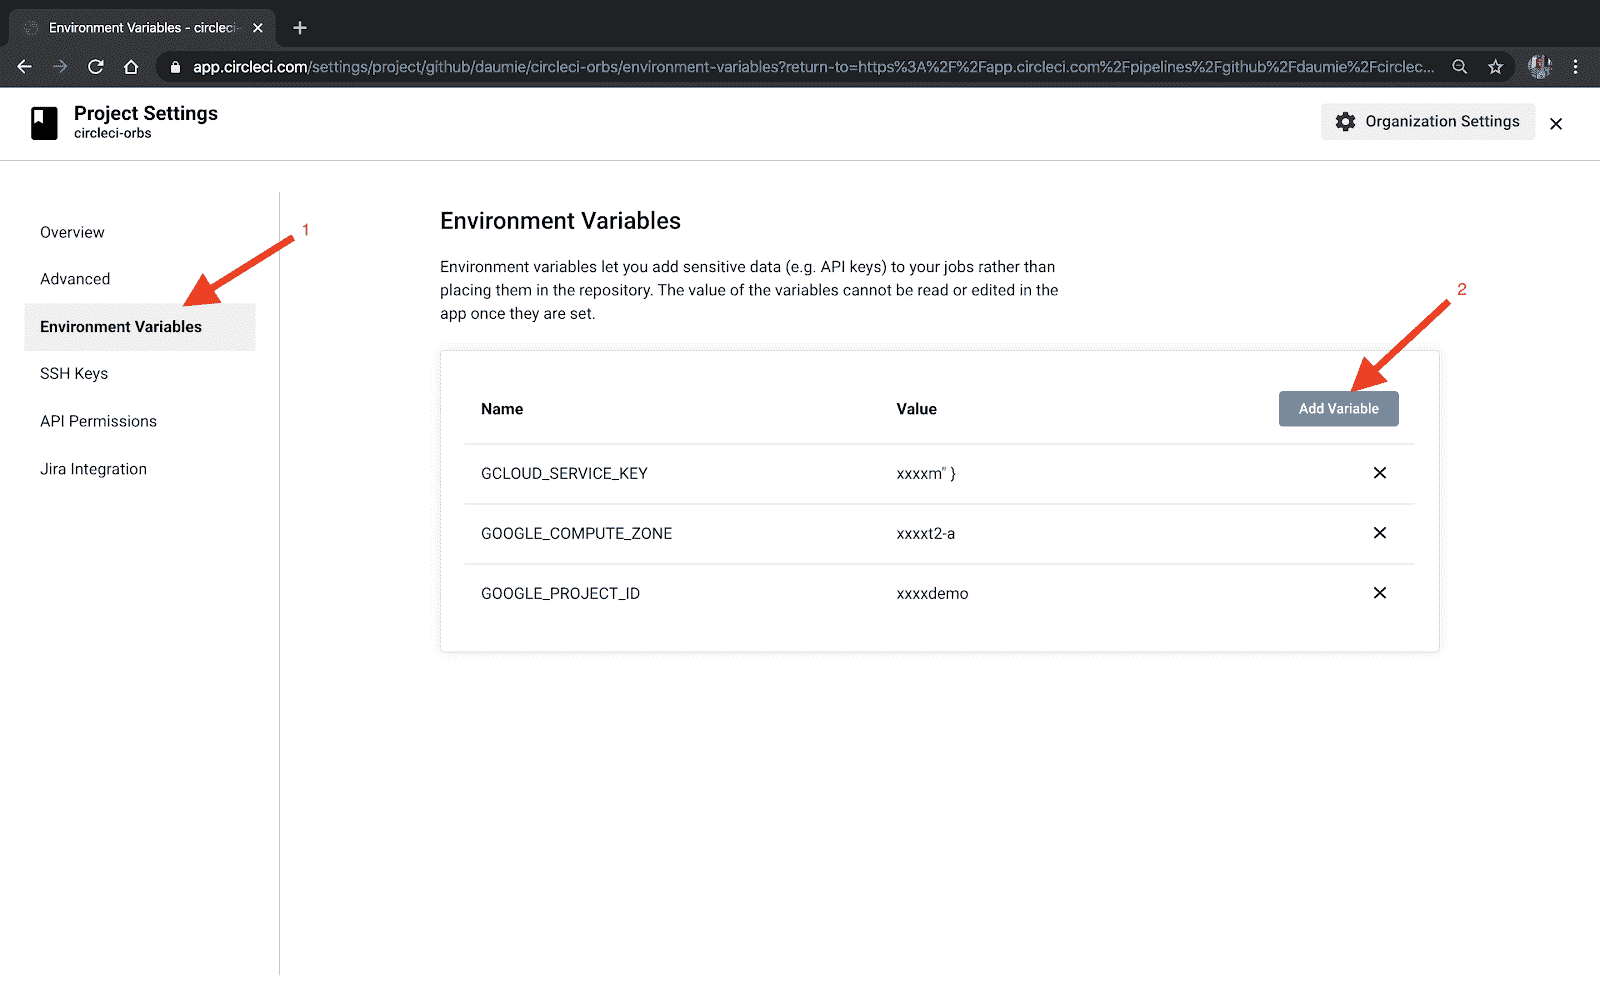 Environment Variables - circleci-
app.circleci.com/settings/project/github/daumie/circleci-orbs/environment-variables?return-to=https%3A%2F%2Fapp.circleci.com%2Fpipelines%2Fgithub%2Fdaumie%2Fcirclec...
Project Settings
circleci-orbs
Organization Settings
Overview
Advanced
Environment Variables
SSH Keys
API Permissions
Jira Integration
1
Environment Variables
Environment variables let you add sensitive data (e.g. API keys) to your jobs rather than
placing them in the repository. The value of the variables cannot be read or edited in the
app once they are set.
2
Name Value Add Variable
GCLOUD_SERVICE_KEY xxxxm" }
GOOGLE_COMPUTE_ZONE xxxxt2-a
GOOGLE_PROJECT_ID xxxxdemo